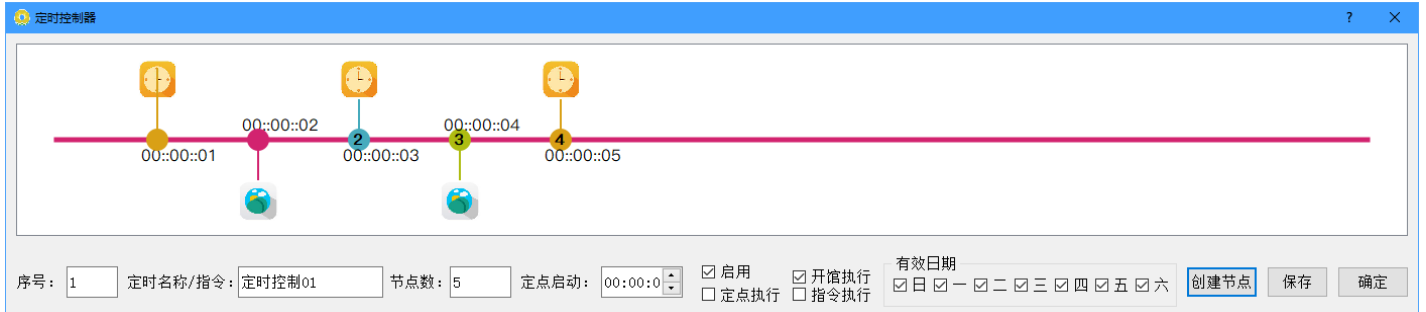 定时控制器
00::00::02 00::00::04
2 3 4
00::00::01 00::00::03 00::00::05
启用 开馆执行 有效日期
序号： 1 定时名称/指令： 定时控制01 节点数： 5 定点启动： 00:00:0 日 一 二 三 四 五 六 创建节点 保存 确定
定点执行 指令执行